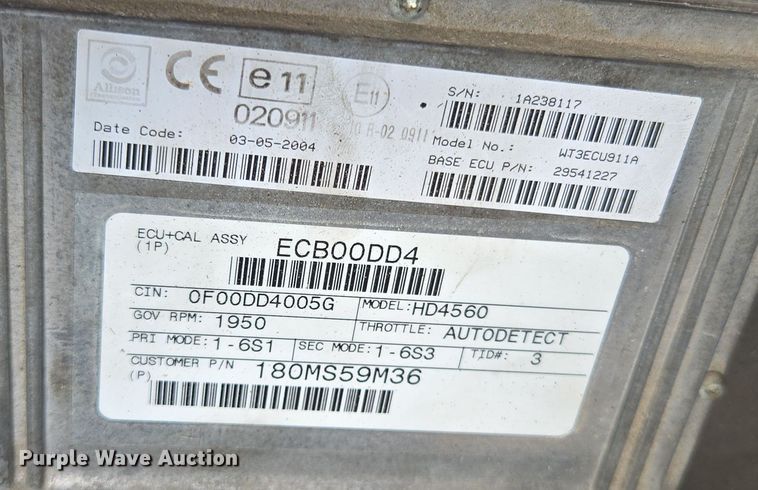 Allison
CE e11 E11
020911 10 R-02 0911
Date Code: 03-05-2004
S/N: 1A238117
Model No.: WT3ECU911A
BASE ECU P/N: 29541227
ECU+CAL ASSY ECB00DD4
(1P)
CIN: 0F00DD4005G MODEL: HD4560
GOV RPM: 1950 THROTTLE: AUTODETECT
PRI MODE: 1-6S1 SEC MODE: 1-6S3 TID#: 3
CUSTOMER P/N 180MS59M36
(P)
Purple Wave Auction